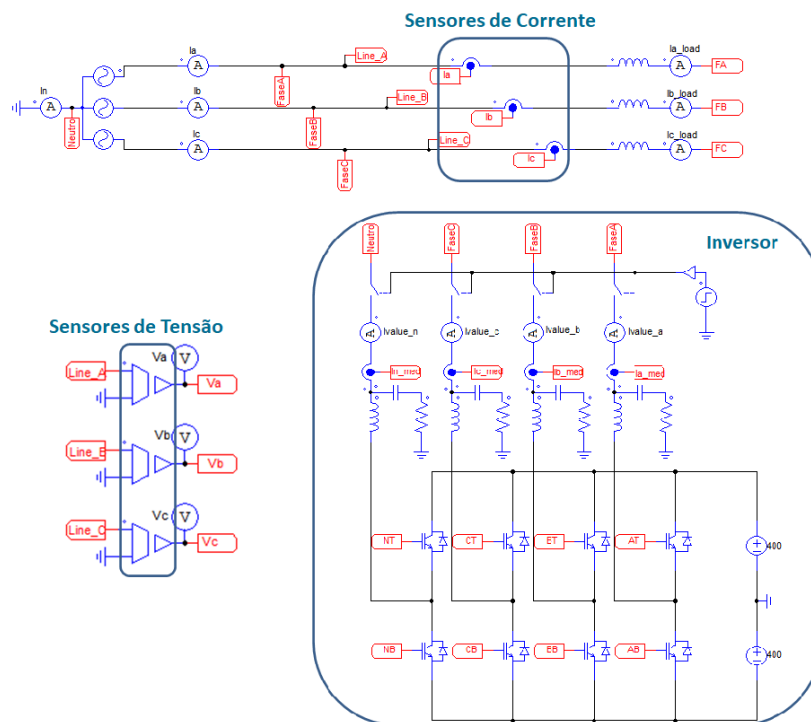 Sensores de Corrente
In
Neutro
Ia
Ib
Ic
FaseA
FaseB
FaseC
Line_A
Line_B
Line_C
Ia
Ib
Ic
Ia_load
Ib_load
Ic_load
FA
FB
FC
Sensores de Tensão
Line_A
Va
Va
Line_B
Vb
Vb
Line_C
Vc
Vc
Inversor
Neutro
FaseC
FaseB
FaseA
Ivalue_n
Ivalue_c
Ivalue_b
Ivalue_a
In_med
Ic_med
Ib_med
Ia_med
NT
CT
AT
400
NB
CB
AB
400
A
A
A
A
A
A
A
A
A
A
A
V
V
V